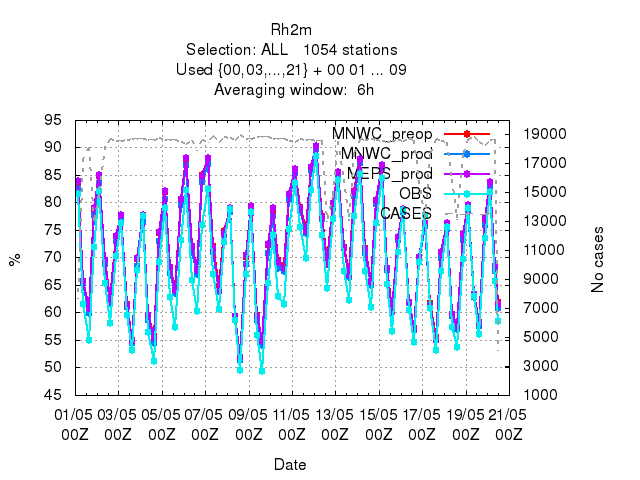 Rh2m
Selection: ALL 1054 stations
Used {00,03,...,21} + 00 01 ... 09
Averaging window: 6h
95
90
85
80
75
70
65
60
55
50
45
%
19000
17000
15000
13000
11000
9000
7000
5000
3000
1000
No cases
MNWC_preop
MNWC_prod
MEPS_prod
OBS
CASES
01/05 03/05 05/05 07/05 09/05 11/05 13/05 15/05 17/05 19/05 21/05
00Z 00Z 00Z 00Z 00Z 00Z 00Z 00Z 00Z 00Z 00Z
Date